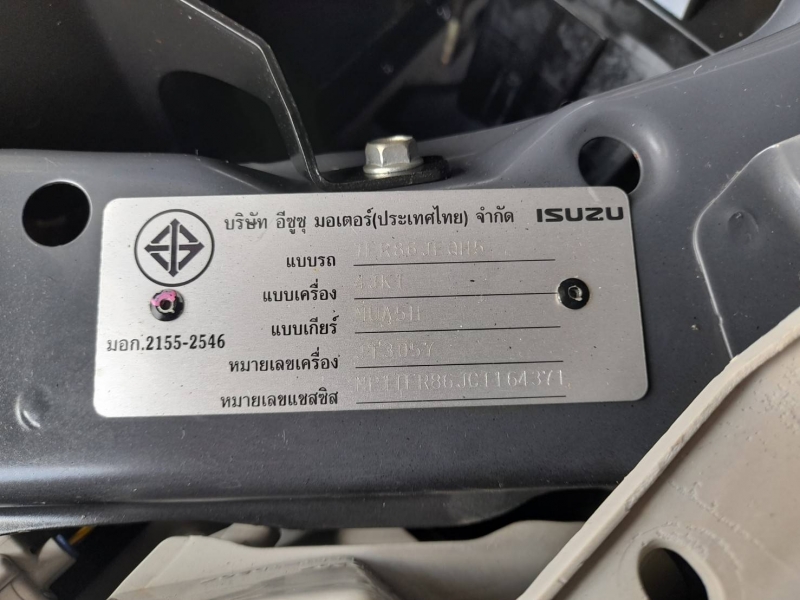 บริษัท อีซูซุ มอเตอร์(ประเทศไทย) จำกัด ISUZU
แบบรถ
แบบเครื่อง 4JK1
แบบเกียร์ MUA5H
มอก.2155-2546
หมายเลขเครื่อง
หมายเลขแชสซิส